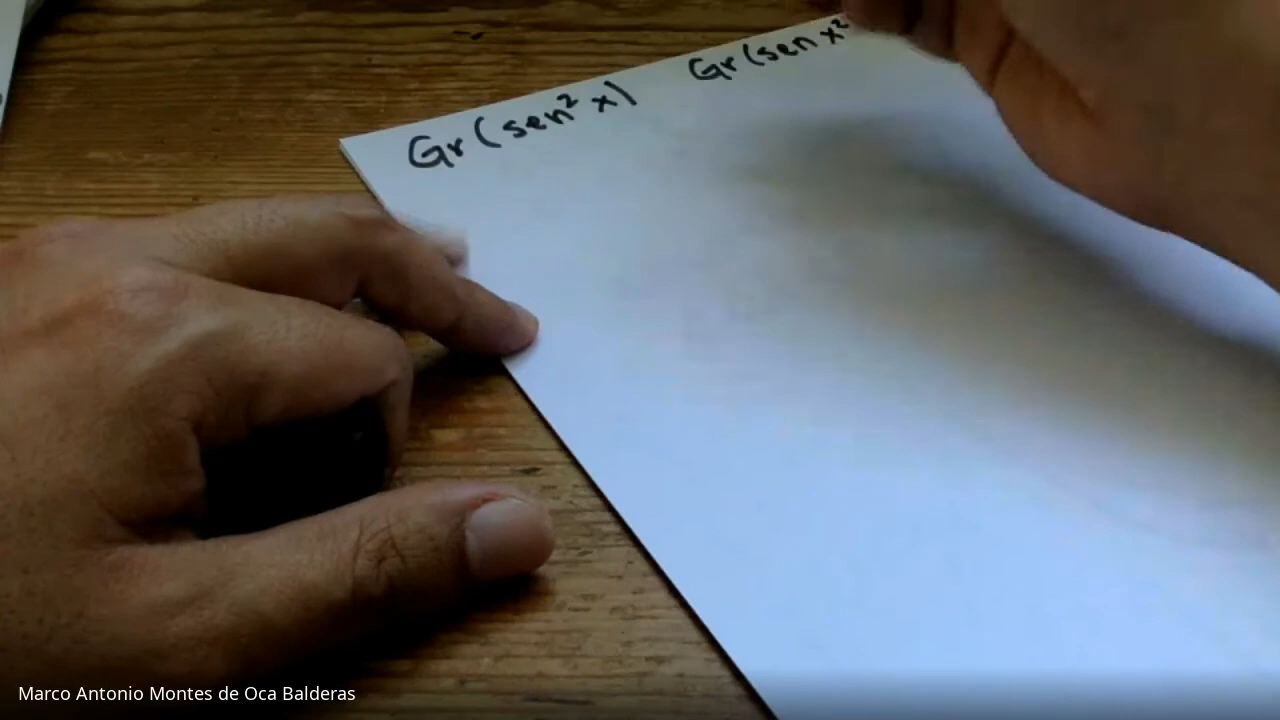 Gr(sen² x) Gr(sen x²
Marco Antonio Montes de Oca Balderas